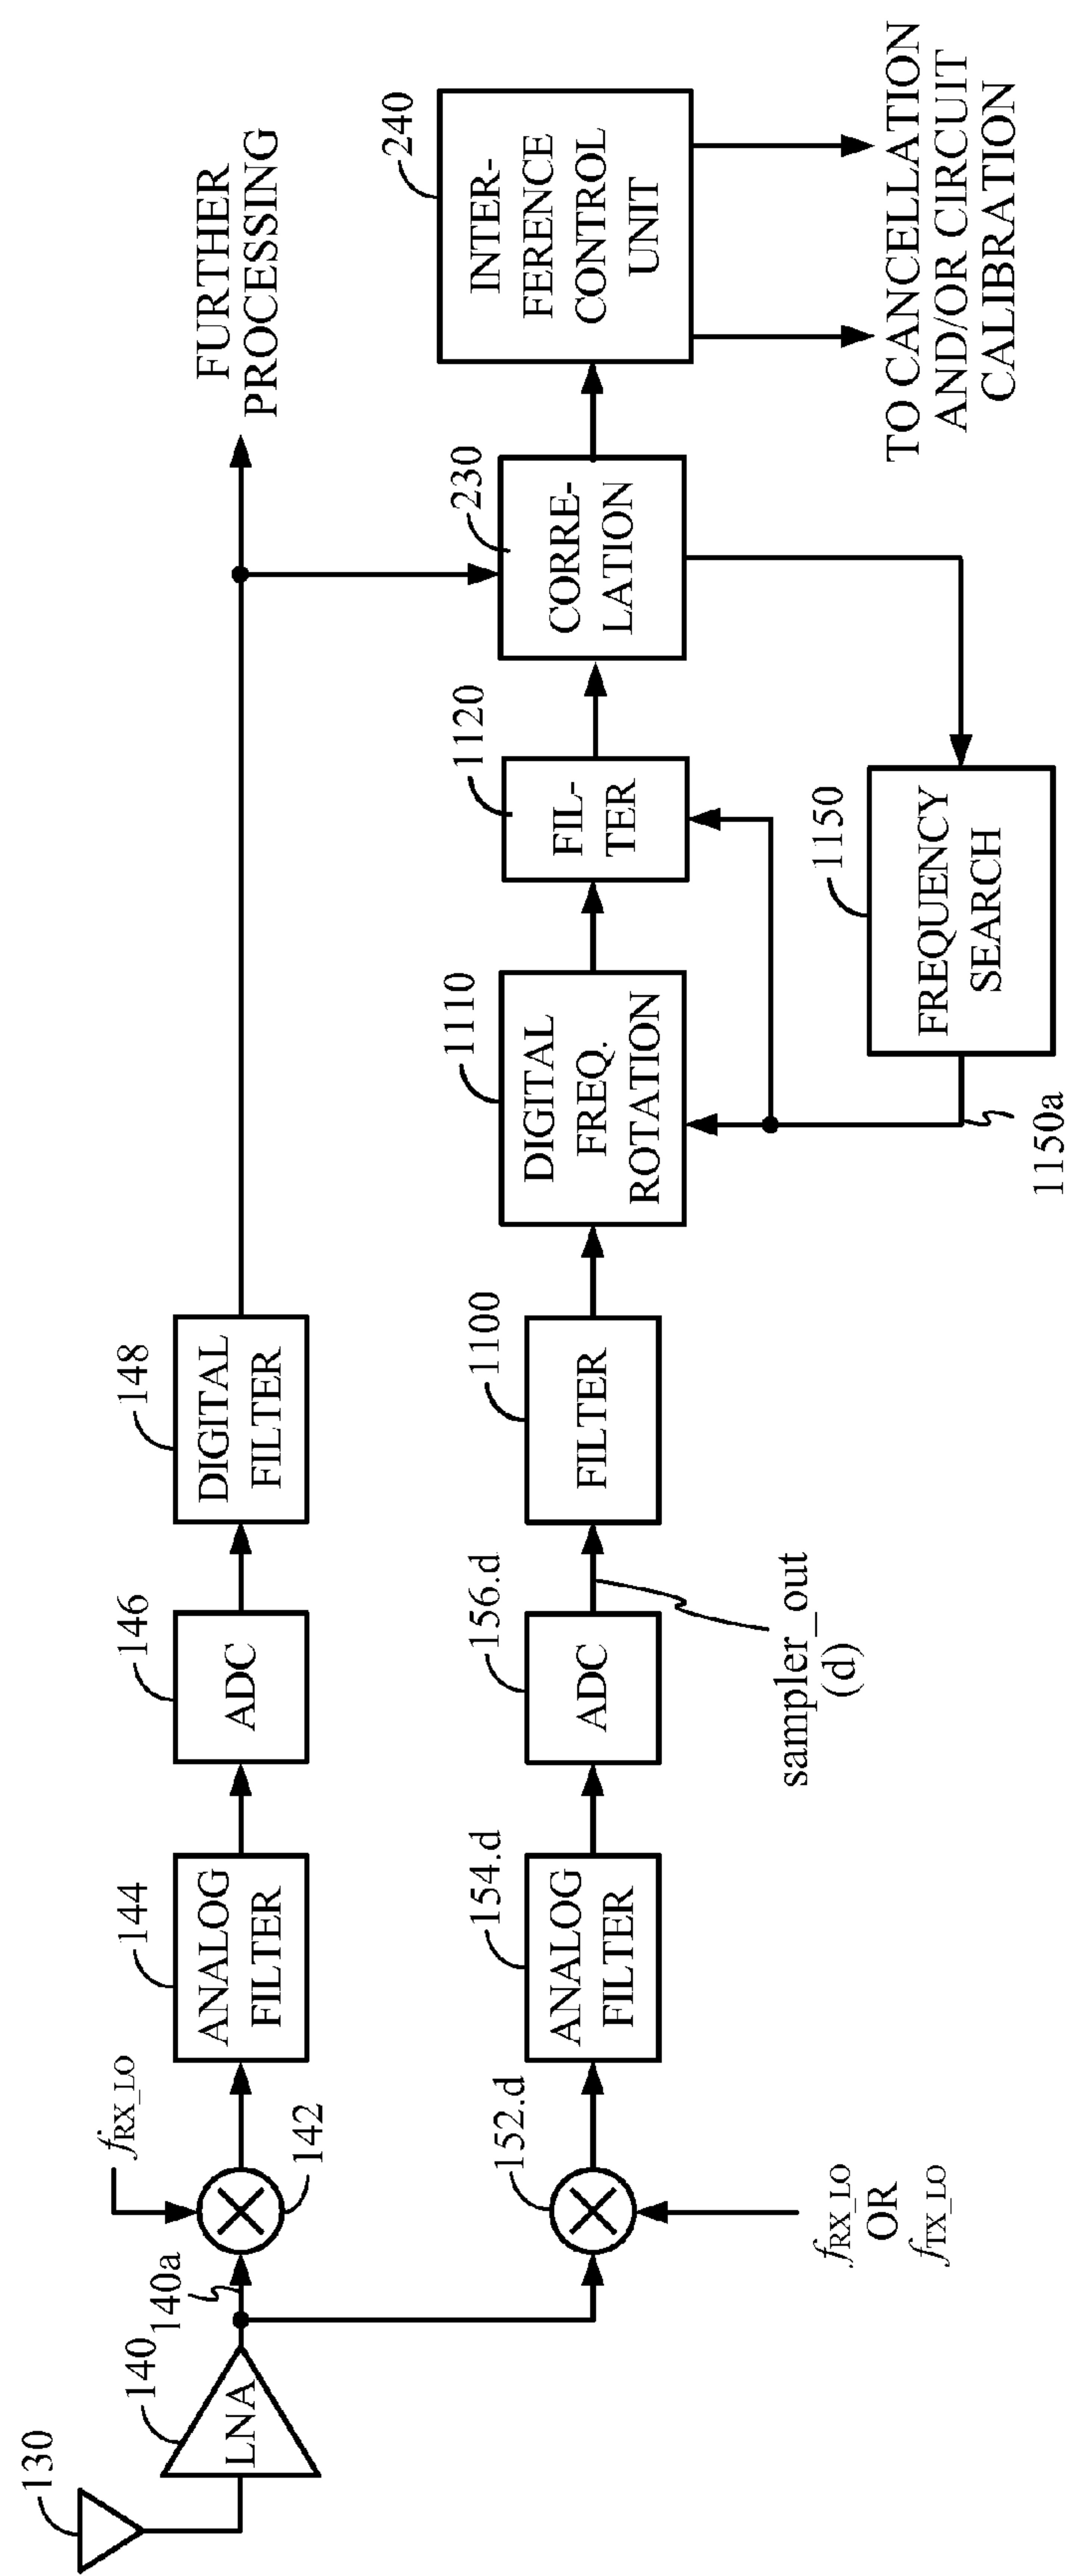 130
140
LNA
140a
fRX_LO
142
144
ANALOG
FILTER
146
ADC
148
DIGITAL
FILTER
FURTHER
PROCESSING
152.d
fRX_LO
OR
fTX_LO
154.d
ANALOG
FILTER
156.d
ADC
sampler_out
(d)
1100
FILTER
1110
DIGITAL
FREQ.
ROTATION
1120
FIL-
TER
230
CORRE-
LATION
240
INTER-
FERENCE
CONTROL
UNIT
TO CANCELLATION
AND/OR CIRCUIT
CALIBRATION
1150
FREQUENCY
SEARCH
1150a